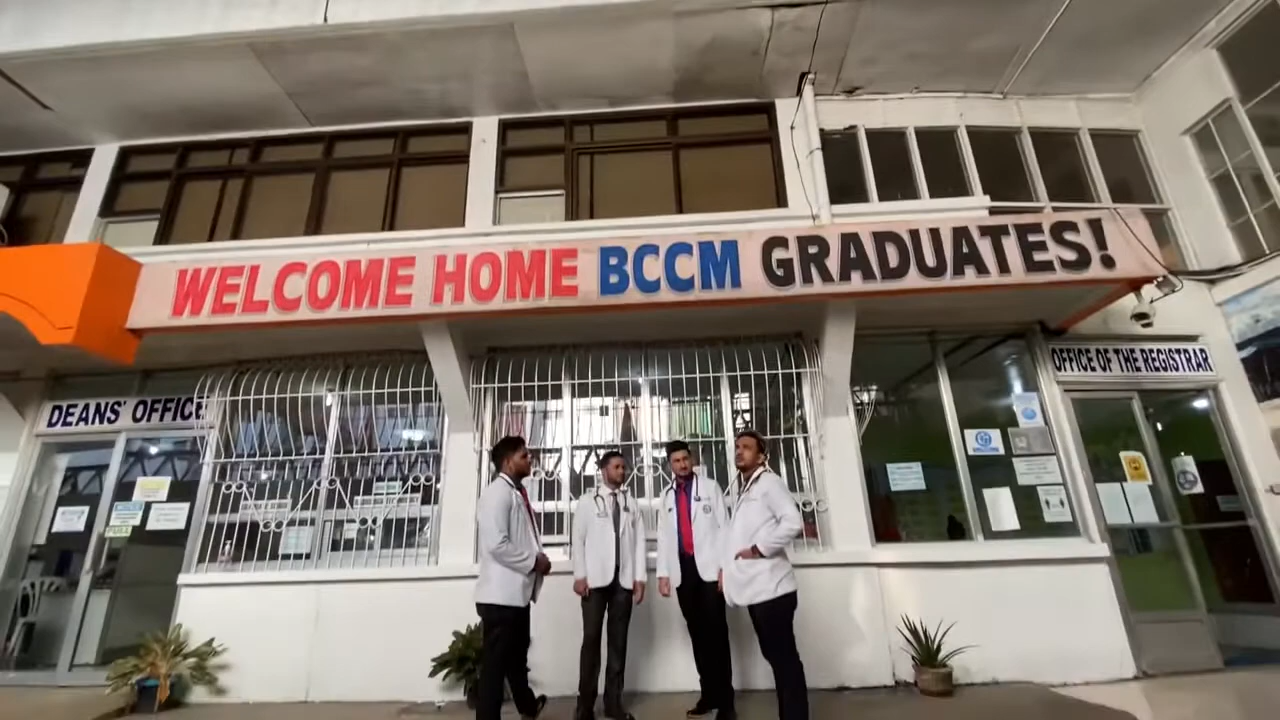 WELCOME HOME BCCM GRADUATES!
DEANS' OFFICE
OFFICE OF THE REGISTRAR